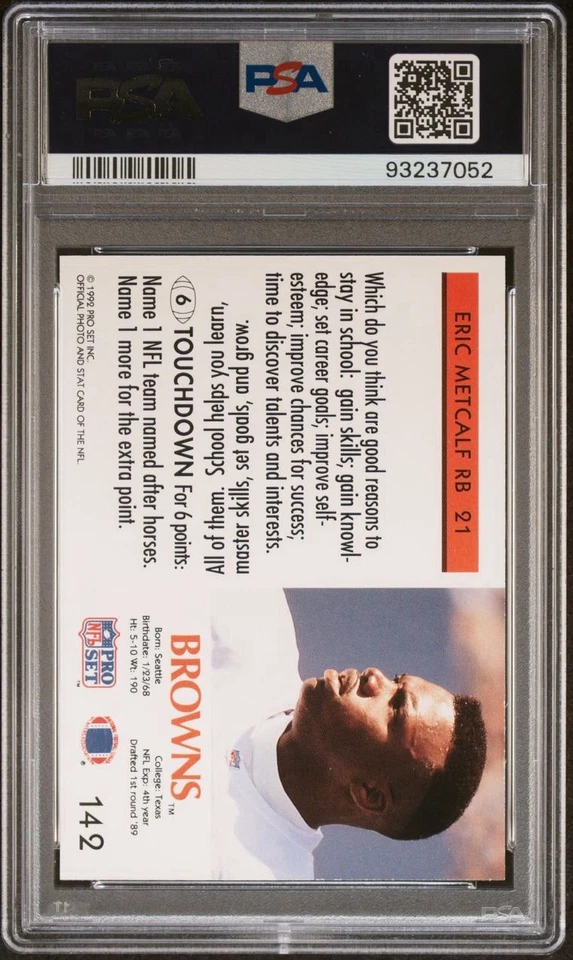 PSA
PSA
93237052
ERIC METCALF RB 21
Which do you think are good reasons to
stay in school: gain skills; gain knowl-
edge; set career goals; improve self-
esteem; improve chances for success;
time to discover talents and interests.
All of them. School helps you learn,
master skills, set goals, and grow.
6 TOUCHDOWN For 6 points:
Name 1 NFL team named after horses.
Name 1 more for the extra point.
© 1992 PRO SET INC.
OFFICIAL PHOTO AND STAT CARD OF THE NFL
BROWNS™
Born: Seattle
Birthdate: 1/23/68
Ht: 5-10 Wt: 190
College: Texas
NFL Exp: 4th year
Drafted 1st round '89
PRO
NFL
SET
™
®
142
PSA